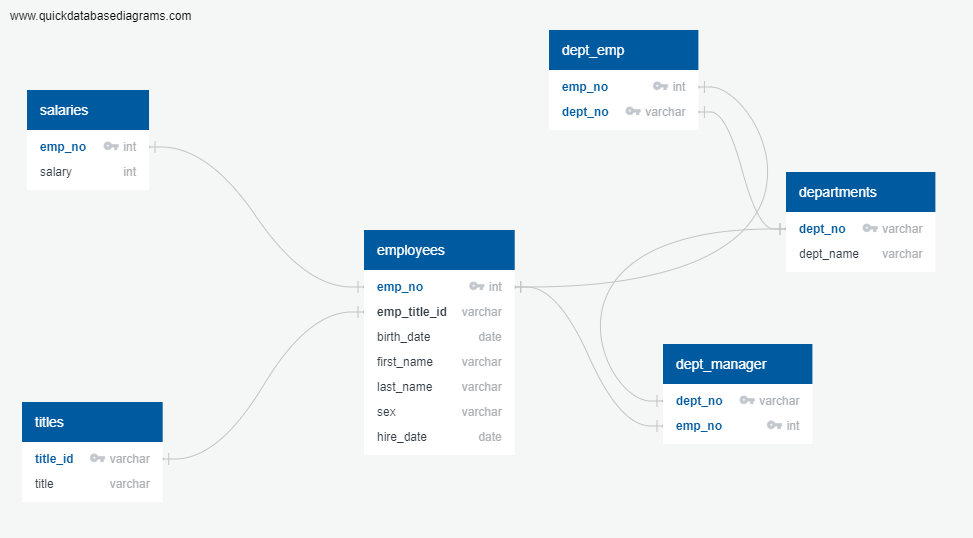 www.quickdatabasediagrams.com
dept_emp
emp_no int
dept_no varchar
salaries
emp_no int
salary int
departments
dept_no varchar
dept_name varchar
employees
emp_no int
emp_title_id varchar
birth_date date
first_name varchar
last_name varchar
sex varchar
hire_date date
dept_manager
dept_no varchar
emp_no int
titles
title_id varchar
title varchar